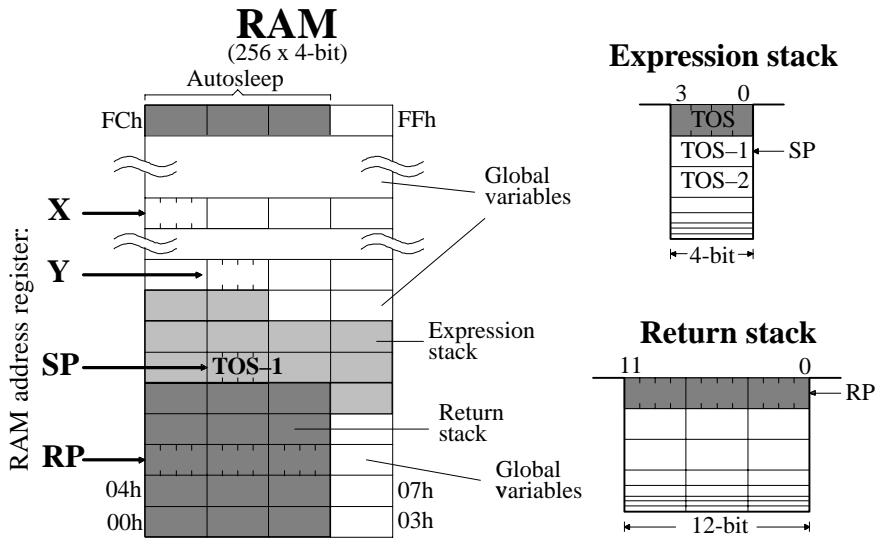 RAM
(256 x 4-bit)
Autosleep
FCh
FFh
Global
variables
X
Y
SP
TOS–1
RP
RAM address register:
Expression
stack
Return
stack
Global
variables
04h
07h
00h
03h
Expression stack
3 0
TOS
TOS–1
SP
TOS–2
4-bit
Return stack
11 0
RP
12-bit